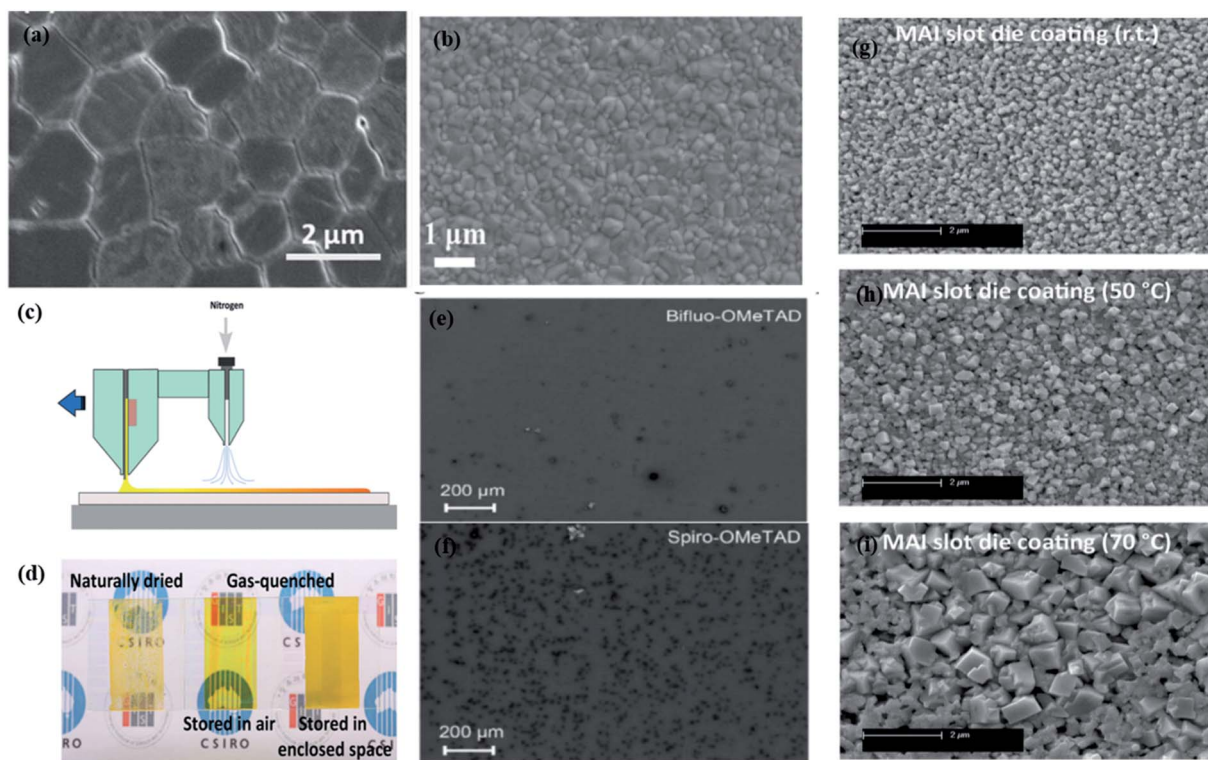 (a)
2 μm
(b)
1 μm
(c)
Nitrogen
(d)
Naturally dried
Gas-quenched
CSIRO
CSIRO
Stored in air
Stored in
enclosed space
(e)
Bifluo-OMeTAD
200 μm
(f)
Spiro-OMeTAD
200 μm
(g)
MAI slot die coating (r.t.)
2 μm
(h)
MAI slot die coating (50 °C)
2 μm
(i)
MAI slot die coating (70 °C)
2 μm